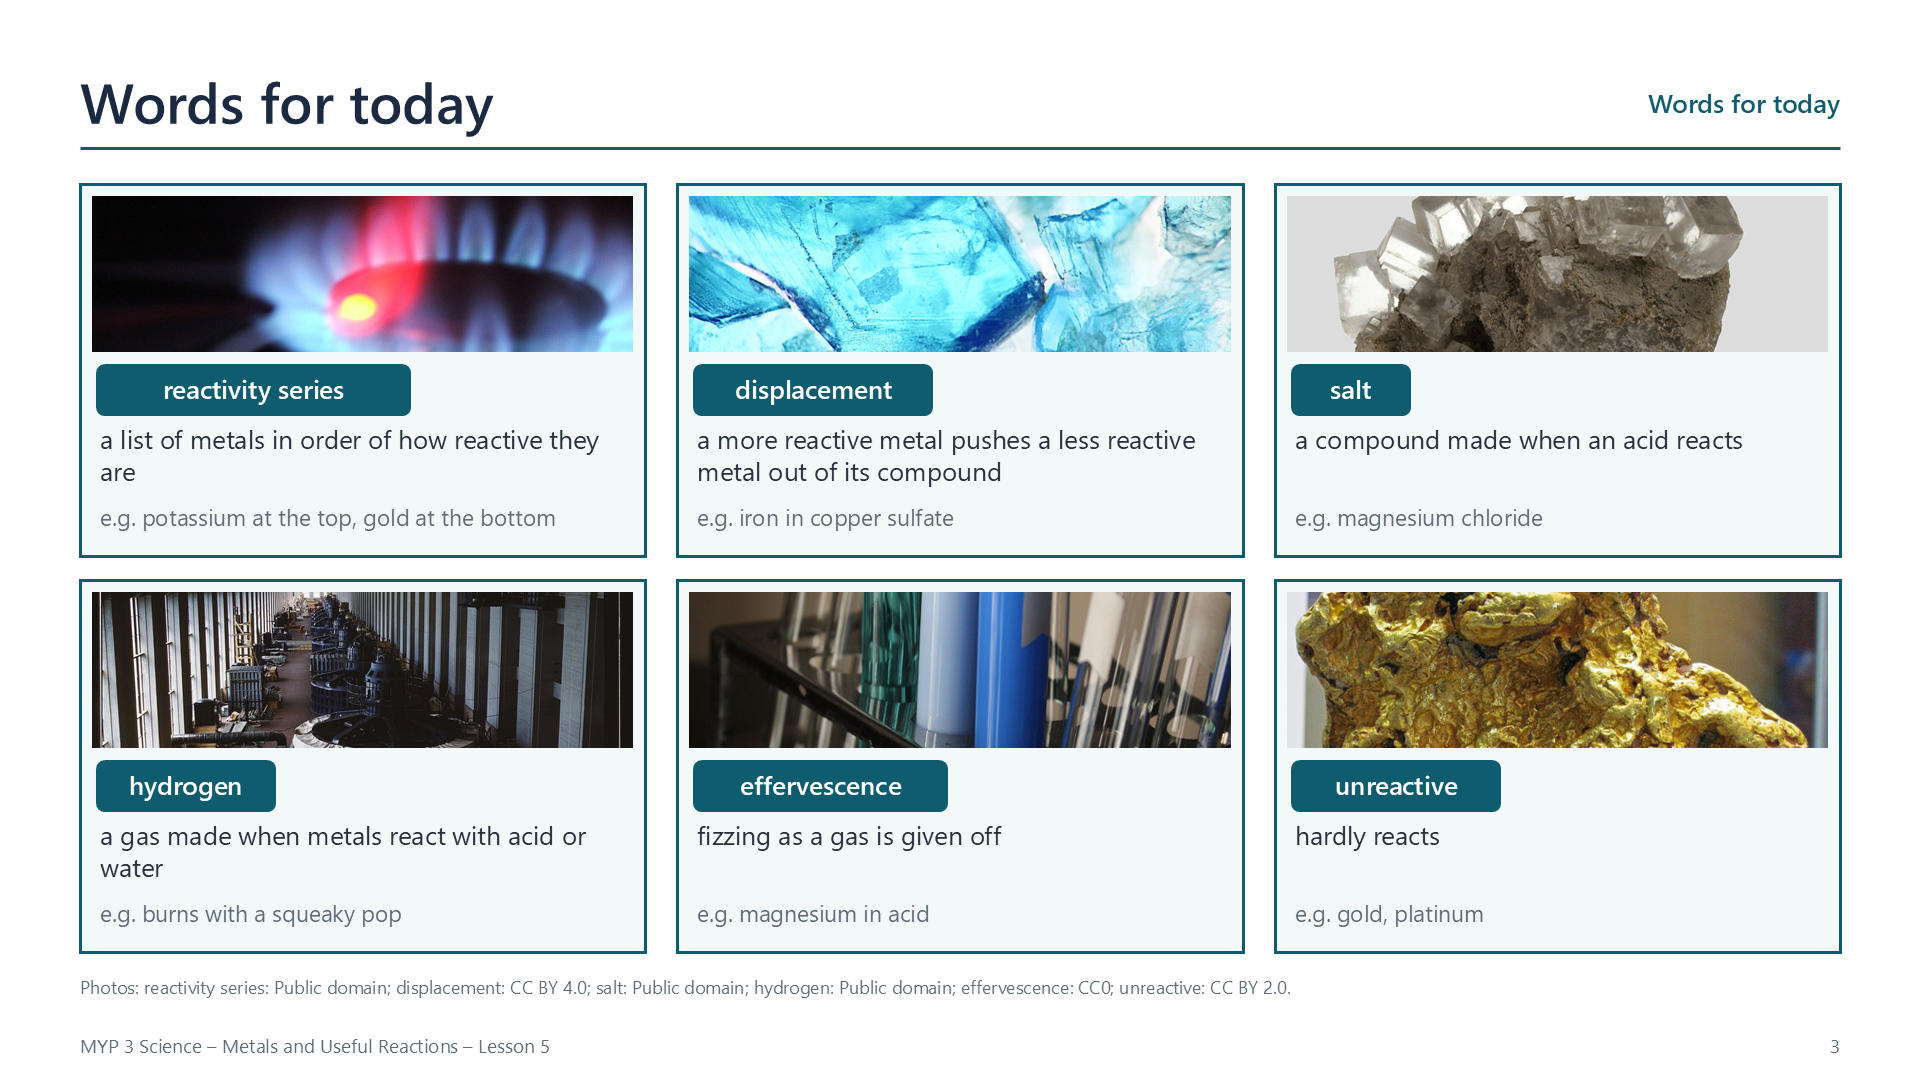 Words for today
Words for today
reactivity series
a list of metals in order of how reactive they
are
e.g. potassium at the top, gold at the bottom
displacement
a more reactive metal pushes a less reactive
metal out of its compound
e.g. iron in copper sulfate
salt
a compound made when an acid reacts
e.g. magnesium chloride
hydrogen
a gas made when metals react with acid or
water
e.g. burns with a squeaky pop
effervescence
fizzing as a gas is given off
e.g. magnesium in acid
unreactive
hardly reacts
e.g. gold, platinum
Photos: reactivity series: Public domain; displacement: CC BY 4.0; salt: Public domain; hydrogen: Public domain; effervescence: CC0; unreactive: CC BY 2.0.
MYP 3 Science – Metals and Useful Reactions – Lesson 5
3